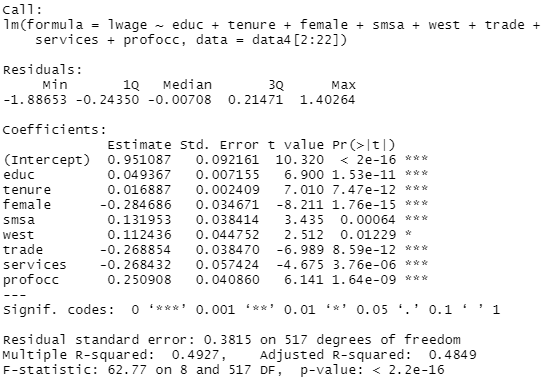 Call:
lm(formula = lwage ~ educ + tenure + female + smsa + west + trade +
    services + profocc, data = data4[2:22])
Residuals:
     Min       1Q   Median       3Q      Max
-1.88653 -0.24350 -0.00708  0.21471  1.40264
Coefficients:
             Estimate Std. Error t value Pr(>|t|)
(Intercept)  0.951087   0.092161  10.320  < 2e-16 ***
educ         0.049367   0.007155   6.900 1.53e-11 ***
tenure       0.016887   0.002409   7.010 7.47e-12 ***
female      -0.284686   0.034671  -8.211 1.76e-15 ***
smsa         0.131953   0.038414   3.435  0.00064 ***
west         0.112436   0.044752   2.512  0.01229 *
trade       -0.268854   0.038470  -6.989 8.59e-12 ***
services    -0.268432   0.057424  -4.675 3.76e-06 ***
profocc      0.250908   0.040860   6.141 1.64e-09 ***
---
Signif. codes:  0 ‘***’ 0.001 ‘**’ 0.01 ‘*’ 0.05 ‘.’ 0.1 ‘ ’ 1
Residual standard error: 0.3815 on 517 degrees of freedom
Multiple R-squared:  0.4927,    Adjusted R-squared:  0.4849
F-statistic: 62.77 on 8 and 517 DF,  p-value: < 2.2e-16